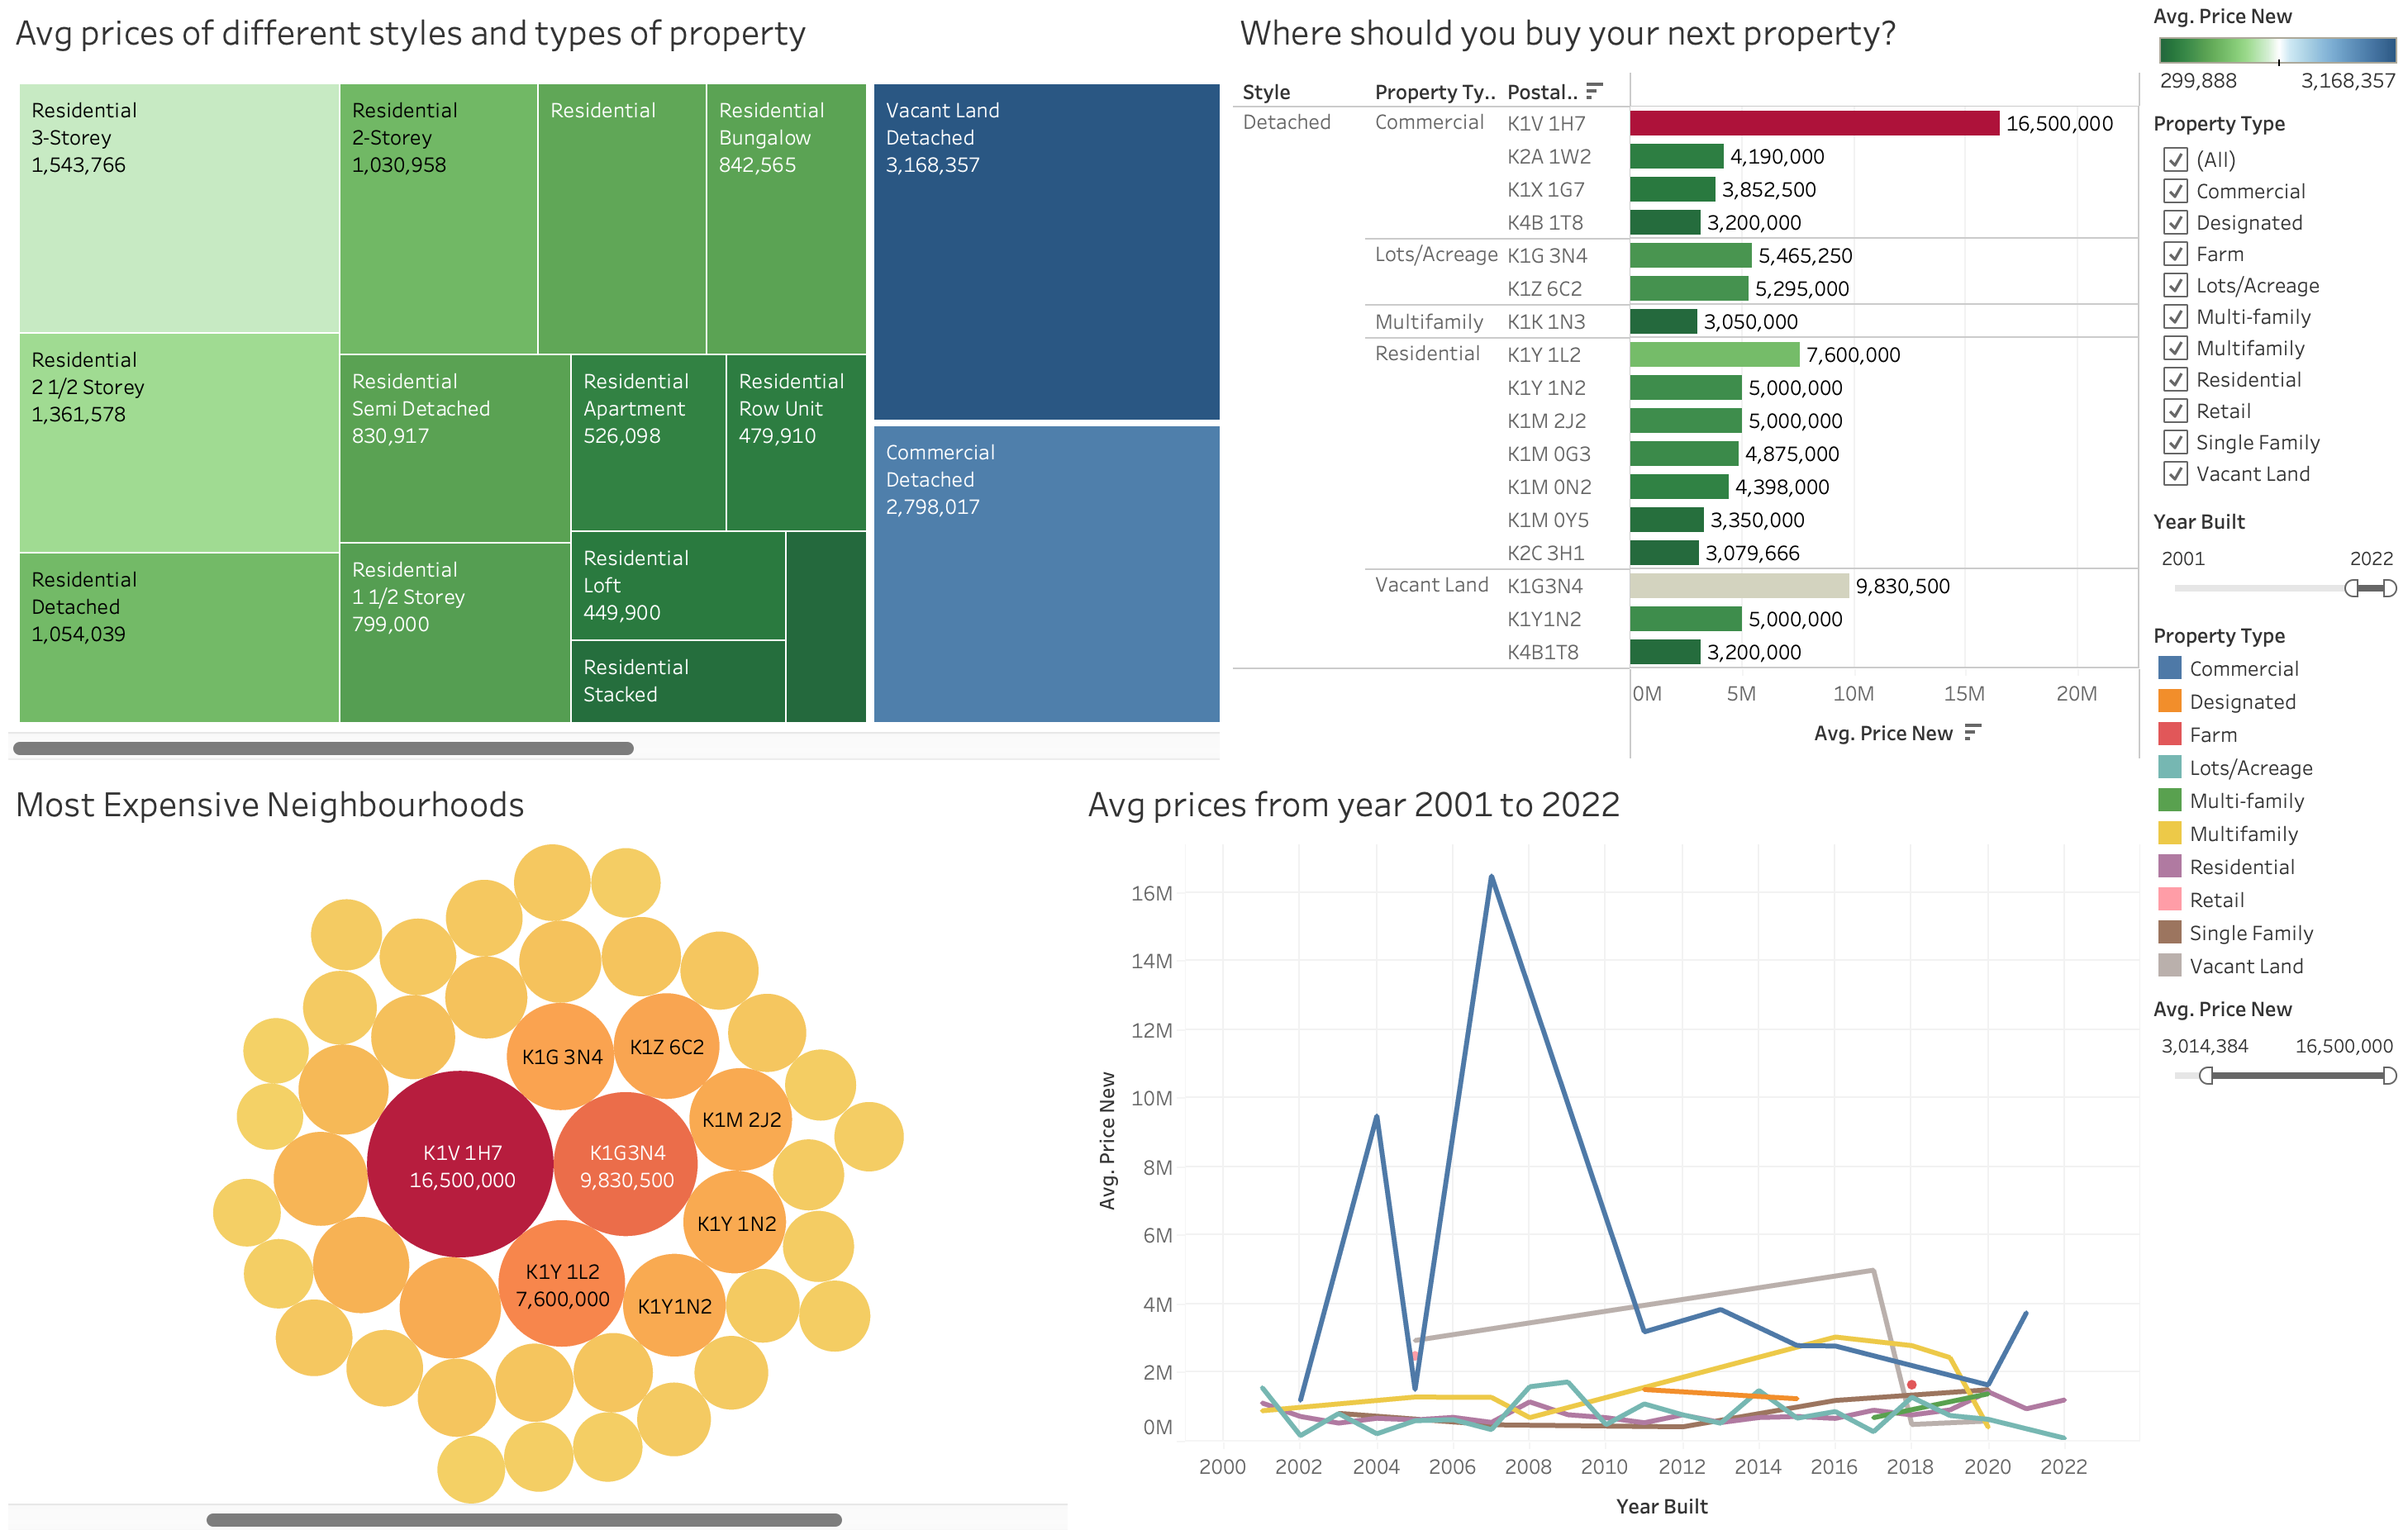 Avg prices of different styles and types of property
Residential
3-Storey
1,543,766
Residential
2-Storey
1,030,958
Residential
Residential
Bungalow
842,565
Vacant Land
Detached
3,168,357
Residential
2 1/2 Storey
1,361,578
Residential
Semi Detached
830,917
Residential
Apartment
526,098
Residential
Row Unit
479,910
Commercial
Detached
2,798,017
Residential
Detached
1,054,039
Residential
1 1/2 Storey
799,000
Residential
Loft
449,900
Residential
Stacked
Where should you buy your next property?
Style Property Ty.. Postal..
Detached Commercial K1V 1H7 16,500,000
K2A 1W2 4,190,000
K1X 1G7 3,852,500
K4B 1T8 3,200,000
Lots/Acreage K1G 3N4 5,465,250
K1Z 6C2 5,295,000
Multifamily K1K 1N3 3,050,000
Residential K1Y 1L2 7,600,000
K1Y 1N2 5,000,000
K1M 2J2 5,000,000
K1M 0G3 4,875,000
K1M 0N2 4,398,000
K1M 0Y5 3,350,000
K2C 3H1 3,079,666
Vacant Land K1G3N4 9,830,500
K1Y1N2 5,000,000
K4B1T8 3,200,000
0M 5M 10M 15M 20M
Avg. Price New
Avg. Price New
299,888 3,168,357
Property Type
(All)
Commercial
Designated
Farm
Lots/Acreage
Multi-family
Multifamily
Residential
Retail
Single Family
Vacant Land
Year Built
2001 2022
Property Type
Commercial
Designated
Farm
Lots/Acreage
Multi-family
Multifamily
Residential
Retail
Single Family
Vacant Land
Avg. Price New
3,014,384 16,500,000
Most Expensive Neighbourhoods
K1G 3N4
K1Z 6C2
K1M 2J2
K1V 1H7
16,500,000
K1G3N4
9,830,500
K1Y 1N2
K1Y 1L2
7,600,000
K1Y1N2
Avg prices from year 2001 to 2022
16M
14M
12M
10M
8M
6M
4M
2M
0M
Avg. Price New
2000 2002 2004 2006 2008 2010 2012 2014 2016 2018 2020 2022
Year Built